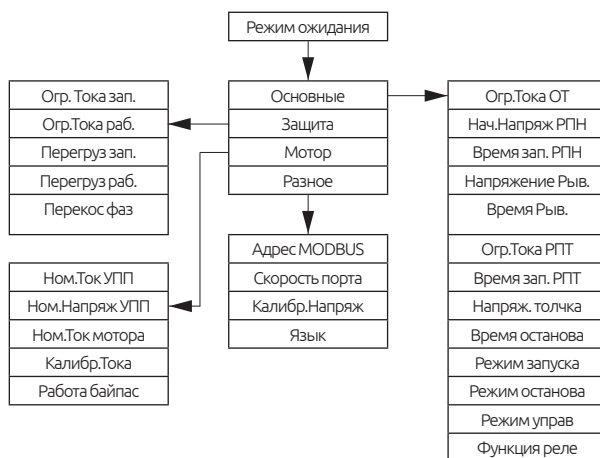 Режим ожидания
Основные
Защита
Мотор
Разное
Огр. Тока зап.
Огр.Тока раб.
Перегруз зап.
Перегруз раб.
Перекос фаз
Ном.Ток УПП
Ном.Напряж УПП
Ном.Ток мотора
Калибр.Тока
Работа байпас
Адрес MODBUS
Скорость порта
Калибр.Напряж
Язык
Огр.Тока ОТ
Нач.Напряж РПН
Время зап. РПН
Напряжение Рыв.
Время Рыв.
Огр.Тока РПТ
Время зап. РПТ
Напряж. толчка
Время останова
Режим запуска
Режим останова
Режим управ
Функция реле